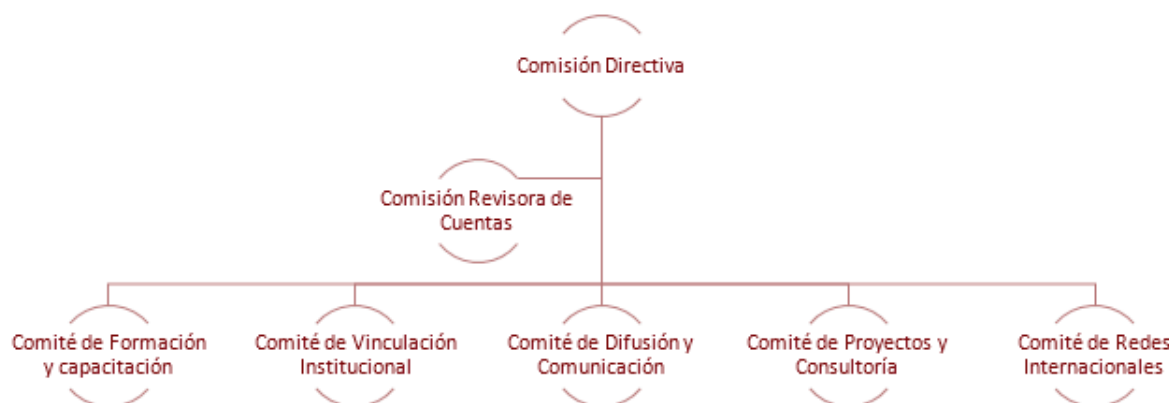 Comisión Directiva
Comisión Revisora de
Cuentas
Comité de Formación
y capacitación
Comité de Vinculación
Institucional
Comité de Difusión y
Comunicación
Comité de Proyectos y
Consultoría
Comité de Redes
Internacionales